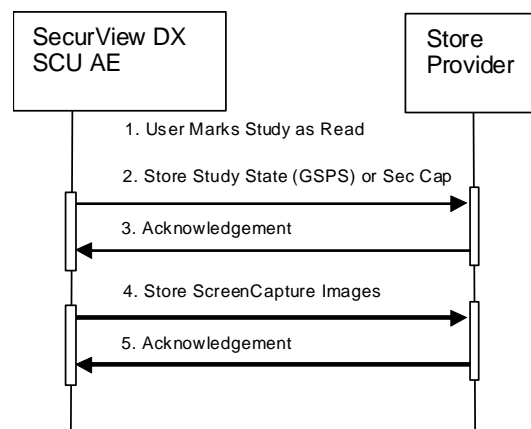 SecurView DX
SCU AE
Store
Provider
1. User Marks Study as Read
2. Store Study State (GSPS) or Sec Cap
3. Acknowledgement
4. Store ScreenCapture Images
5. Acknowledgement